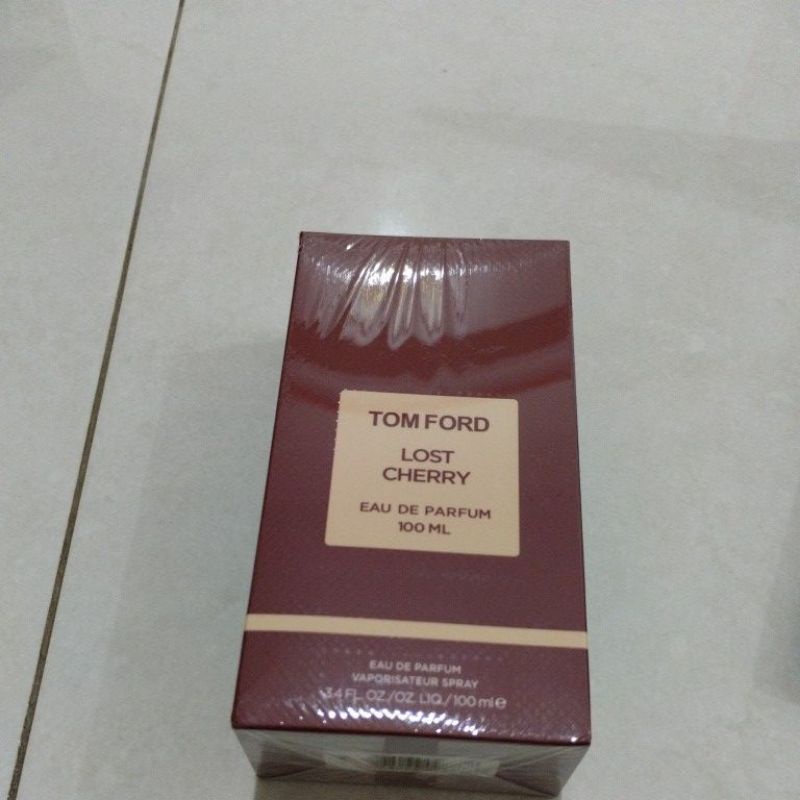 TOM FORD
LOST
CHERRY
EAU DE PARFUM
100 ML
EAU DE PARFUM
VAPORISATEUR SPRAY
3.4 FL. OZ./OZ. LIQ./100 ml e